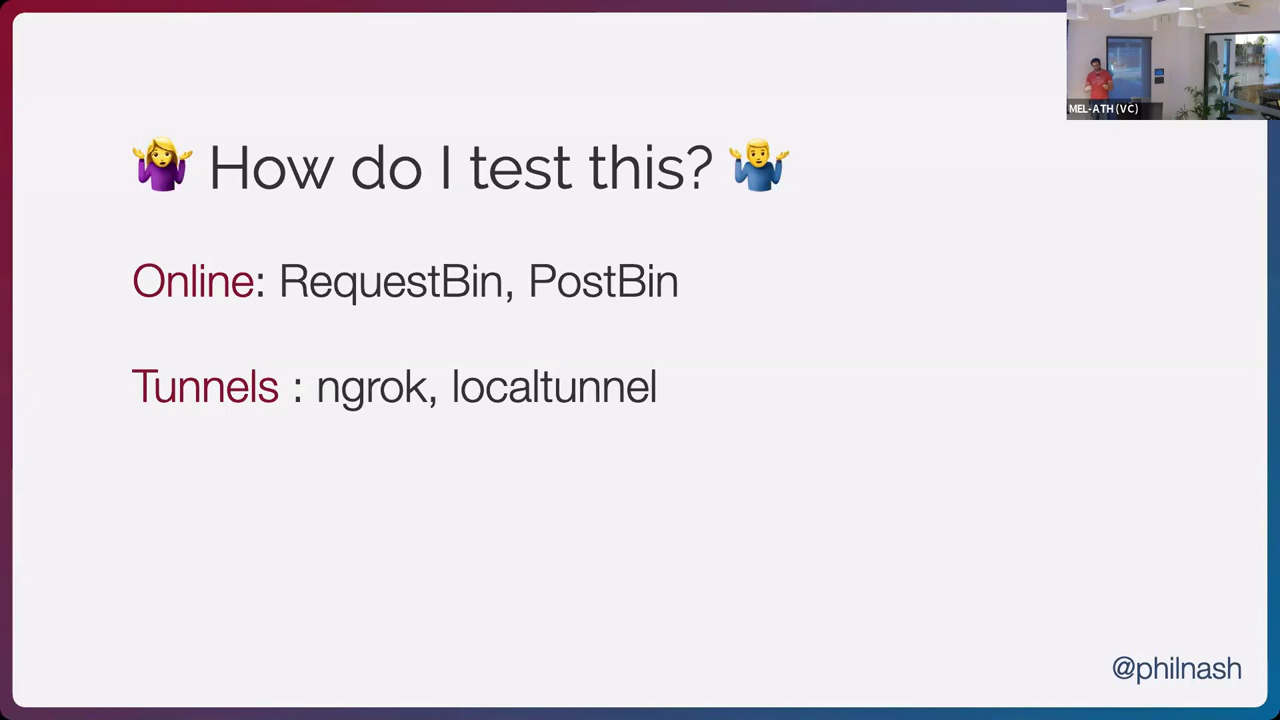 MEL-ATH (VC)
🤷‍♀️ How do I test this? 🤷‍♂️
Online: RequestBin, PostBin
Tunnels : ngrok, localtunnel
@philnash